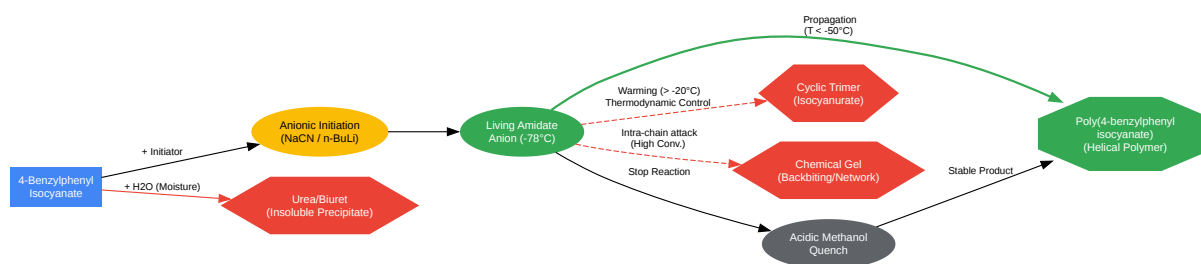 4-Benzylphenyl
Isocyanate
+ Initiator
+ H2O (Moisture)
Anionic Initiation
(NaCN / n-BuLi)
Urea/Biuret
(Insoluble Precipitate)
Living Amidate
Anion (-78°C)
Propagation
(T < -50°C)
Warming (> -20°C)
Thermodynamic Control
Intra-chain attack
(High Conv.)
Stop Reaction
Cyclic Trimer
(Isocyanurate)
Chemical Gel
(Backbiting/Network)
Acidic Methanol
Quench
Stable Product
Poly(4-benzylphenyl
isocyanate)
(Helical Polymer)